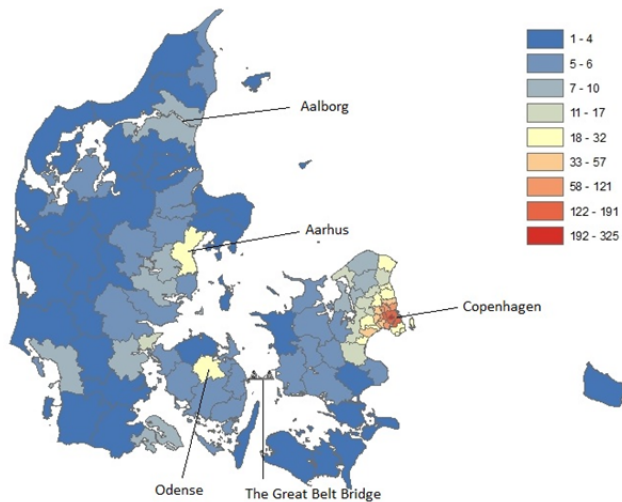 1 - 4
5 - 6
7 - 10
11 - 17
18 - 32
33 - 57
58 - 121
122 - 191
192 - 325
Aalborg
Aarhus
Copenhagen
Odense
The Great Belt Bridge